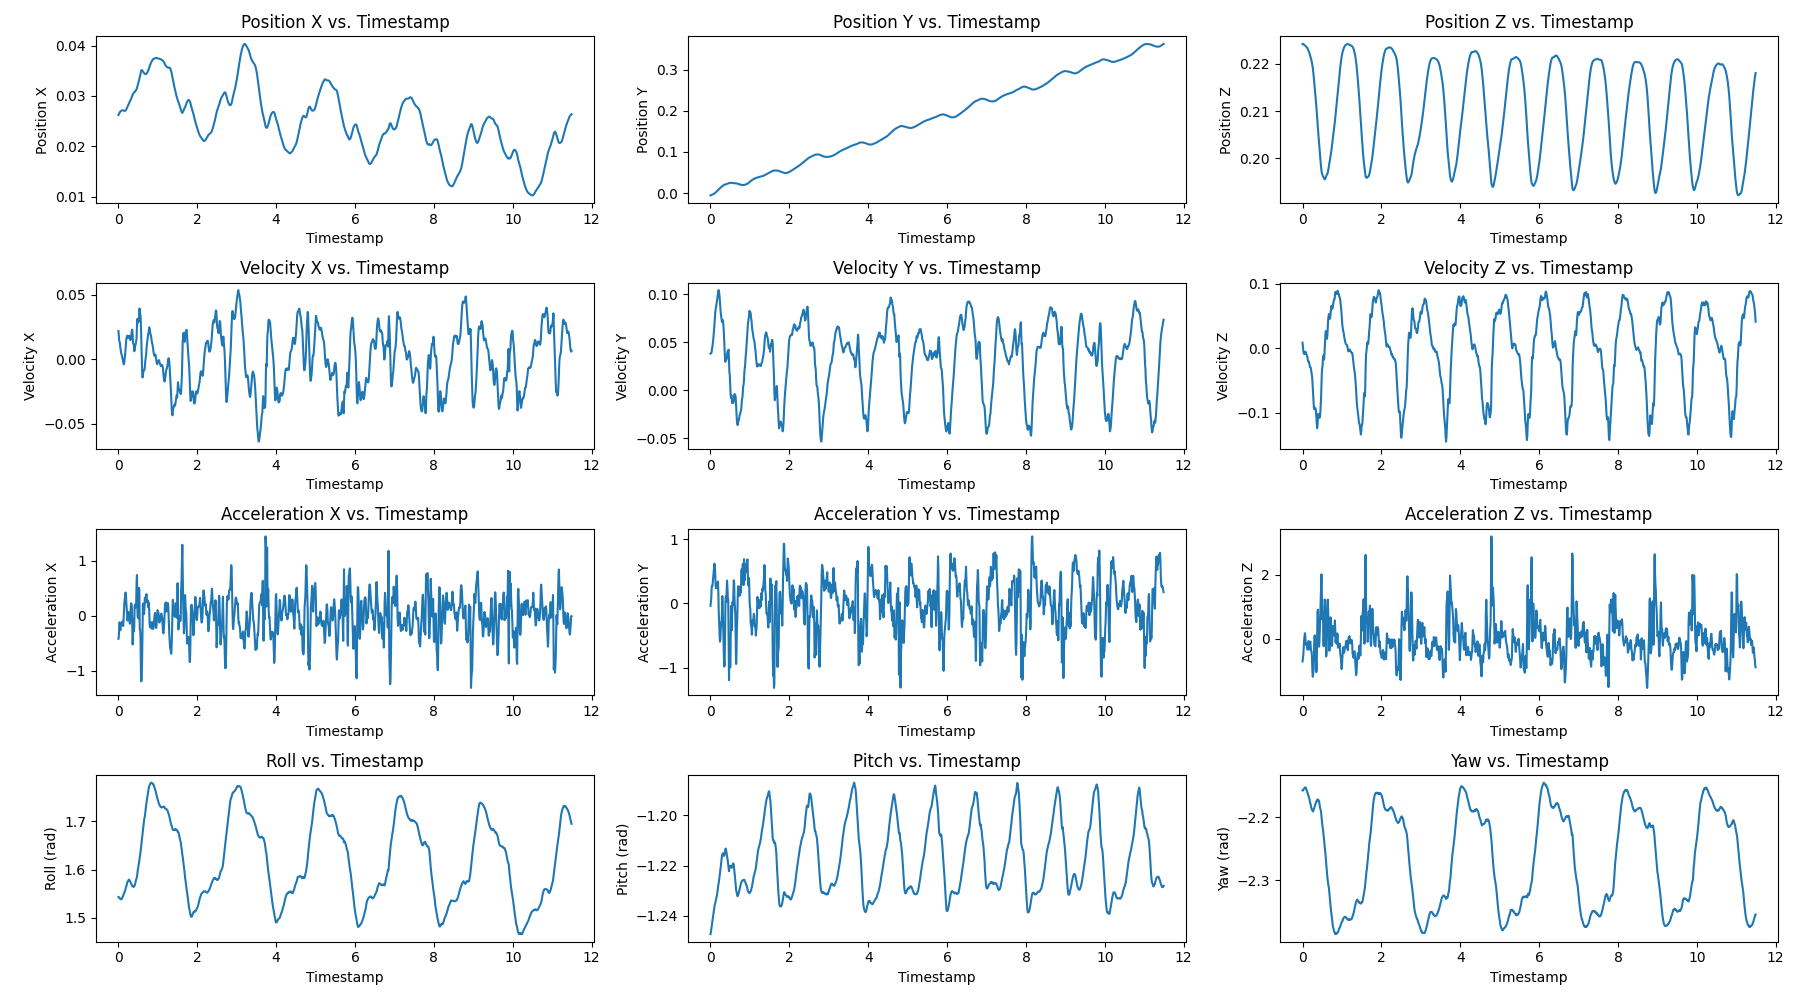 Position X vs. Timestamp
Position X
0.04
0.03
0.02
0.01
0 2 4 6 8 10 12
Timestamp
Position Y vs. Timestamp
Position Y
0.3
0.2
0.1
0.0
0 2 4 6 8 10 12
Timestamp
Position Z vs. Timestamp
Position Z
0.22
0.21
0.20
0 2 4 6 8 10 12
Timestamp
Velocity X vs. Timestamp
Velocity X
0.05
0.00
−0.05
0 2 4 6 8 10 12
Timestamp
Velocity Y vs. Timestamp
Velocity Y
0.10
0.05
0.00
−0.05
0 2 4 6 8 10 12
Timestamp
Velocity Z vs. Timestamp
Velocity Z
0.1
0.0
−0.1
0 2 4 6 8 10 12
Timestamp
Acceleration X vs. Timestamp
Acceleration X
1
0
−1
0 2 4 6 8 10 12
Timestamp
Acceleration Y vs. Timestamp
Acceleration Y
1
0
−1
0 2 4 6 8 10 12
Timestamp
Acceleration Z vs. Timestamp
Acceleration Z
2
0
0 2 4 6 8 10 12
Timestamp
Roll vs. Timestamp
Roll (rad)
1.7
1.6
1.5
0 2 4 6 8 10 12
Timestamp
Pitch vs. Timestamp
Pitch (rad)
−1.20
−1.22
−1.24
0 2 4 6 8 10 12
Timestamp
Yaw vs. Timestamp
Yaw (rad)
−2.2
−2.3
0 2 4 6 8 10 12
Timestamp